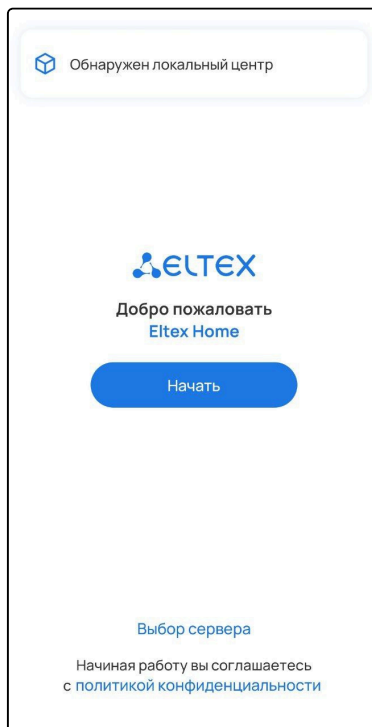 Обнаружен локальный центр
ELTEX
Добро пожаловать
Eltex Home
Начать
Выбор сервера
Начиная работу вы соглашаетесь
с политикой конфиденциальности